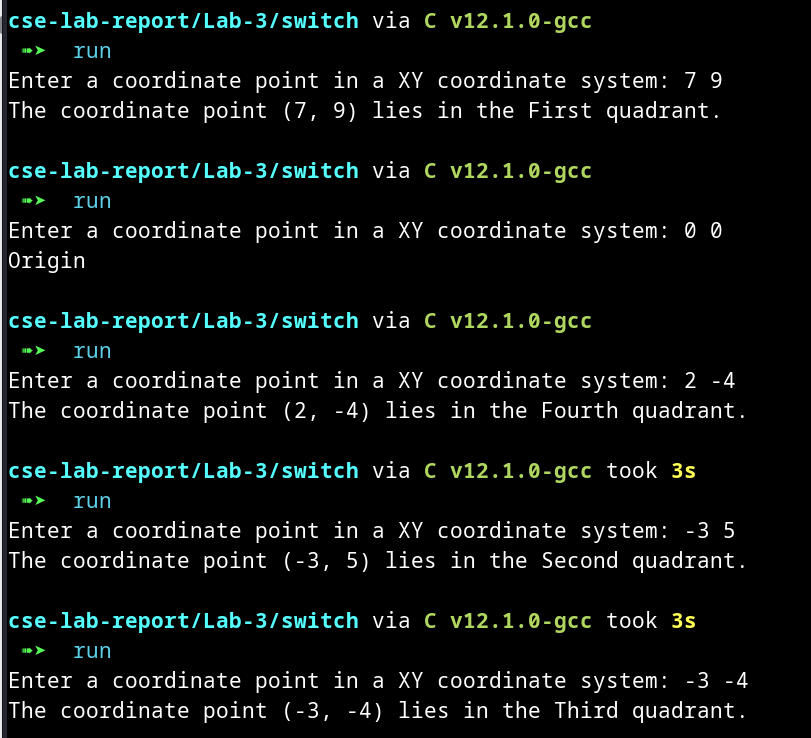 cse-lab-report/Lab-3/switch via C v12.1.0-gcc
➠➤ run
Enter a coordinate point in a XY coordinate system: 7 9
The coordinate point (7, 9) lies in the First quadrant.
cse-lab-report/Lab-3/switch via C v12.1.0-gcc
➠➤ run
Enter a coordinate point in a XY coordinate system: 0 0
Origin
cse-lab-report/Lab-3/switch via C v12.1.0-gcc
➠➤ run
Enter a coordinate point in a XY coordinate system: 2 -4
The coordinate point (2, -4) lies in the Fourth quadrant.
cse-lab-report/Lab-3/switch via C v12.1.0-gcc took 3s
➠➤ run
Enter a coordinate point in a XY coordinate system: -3 5
The coordinate point (-3, 5) lies in the Second quadrant.
cse-lab-report/Lab-3/switch via C v12.1.0-gcc took 3s
➠➤ run
Enter a coordinate point in a XY coordinate system: -3 -4
The coordinate point (-3, -4) lies in the Third quadrant.